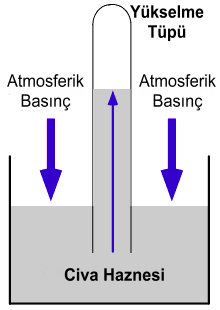 Yükselme
Tüpü
Atmosferik
Basınç
Atmosferik
Basınç
Civa Haznesi